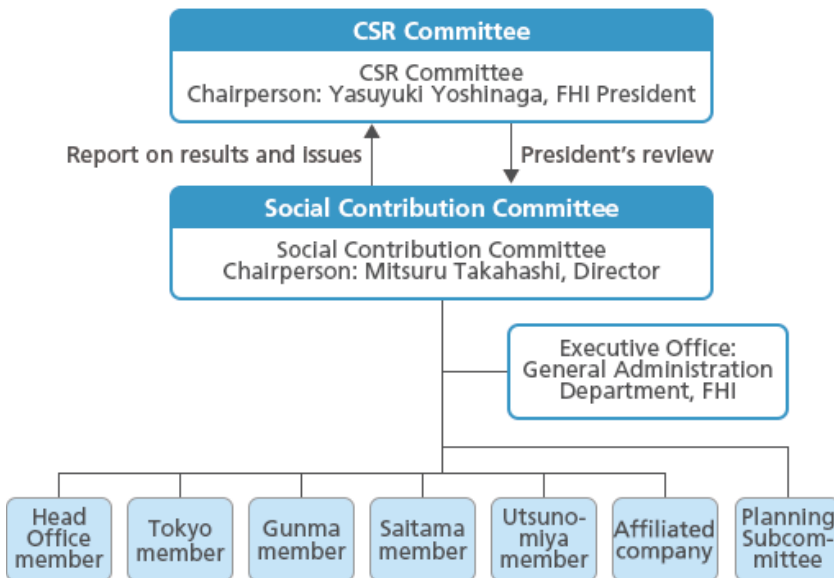 CSR Committee
CSR Committee
Chairperson: Yasuyuki Yoshinaga, FHI President
Report on results and issues
President's review
Social Contribution Committee
Social Contribution Committee
Chairperson: Mitsuru Takahashi, Director
Executive Office:
General Administration
Department, FHI
Head
Office
member
Tokyo
member
Gunma
member
Saitama
member
Utsuno-
miya
member
Affiliated
company
Planning
Subcom-
mittee